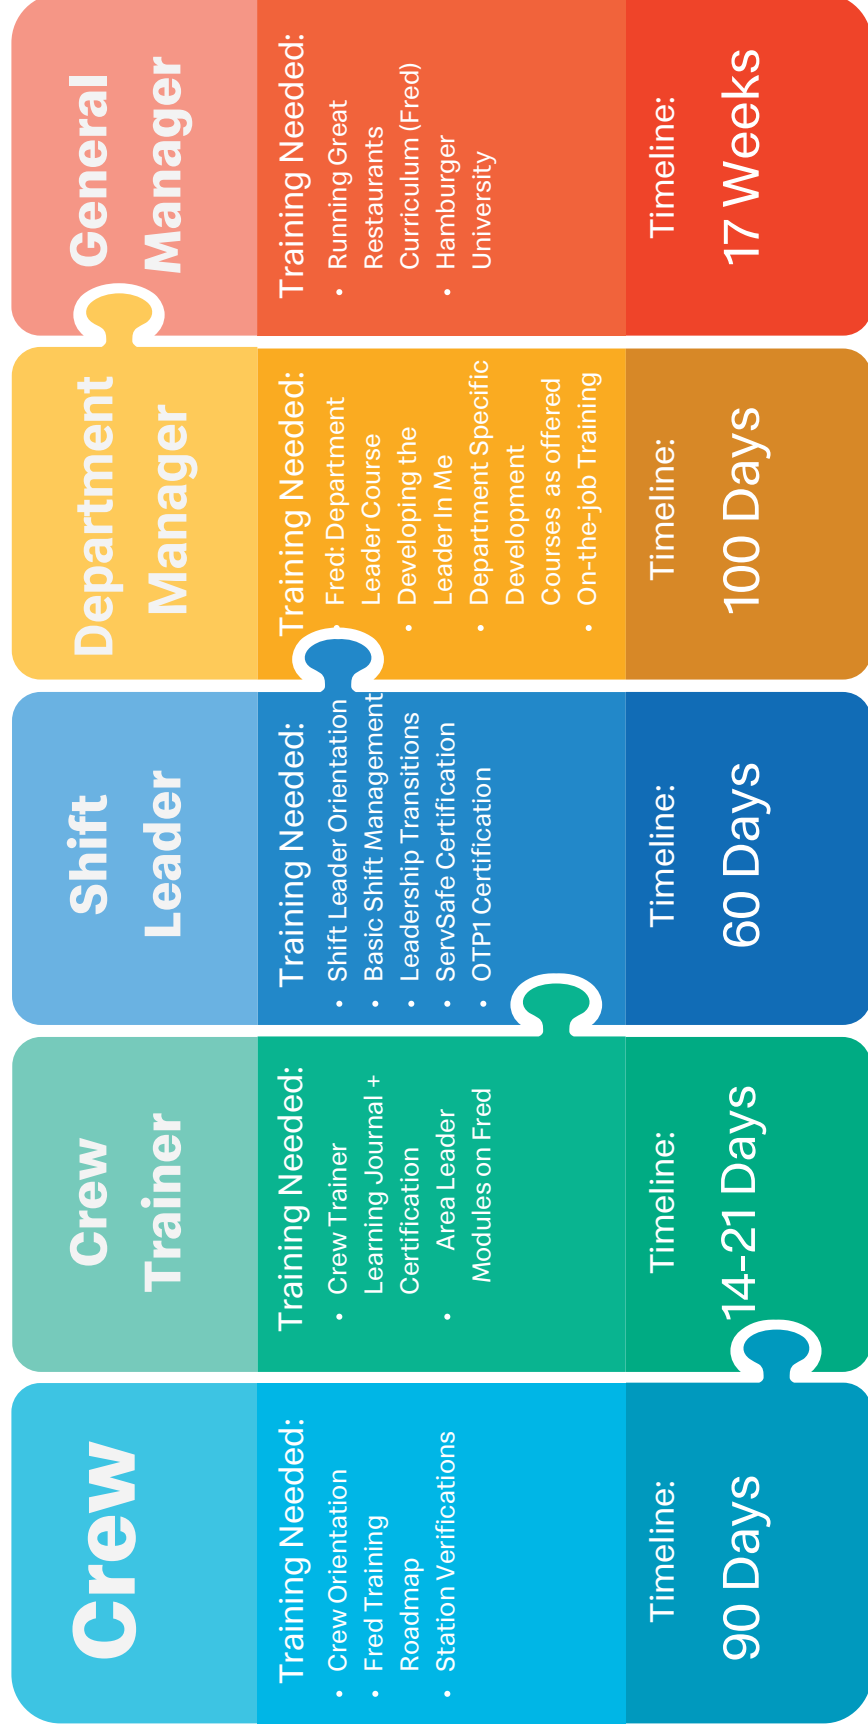 Crew
Training Needed:
• Crew Orientation
• Fred Training
Roadmap
• Station Verifications
Timeline:
90 Days
Crew
Trainer
Training Needed:
• Crew Trainer
Learning Journal +
Certification
• Area Leader
Modules on Fred
Timeline:
14-21 Days
Shift
Leader
Training Needed:
• Shift Leader Orientation
• Basic Shift Management
• Leadership Transitions
• ServSafe Certification
• OTP1 Certification
Timeline:
60 Days
Department
Manager
Training Needed:
• Fred: Department
Leader Course
• Developing the
Leader In Me
• Department Specific
Development
Courses as offered
• On-the-job Training
Timeline:
100 Days
General
Manager
Training Needed:
• Running Great
Restaurants
Curriculum (Fred)
• Hamburger
University
Timeline:
17 Weeks